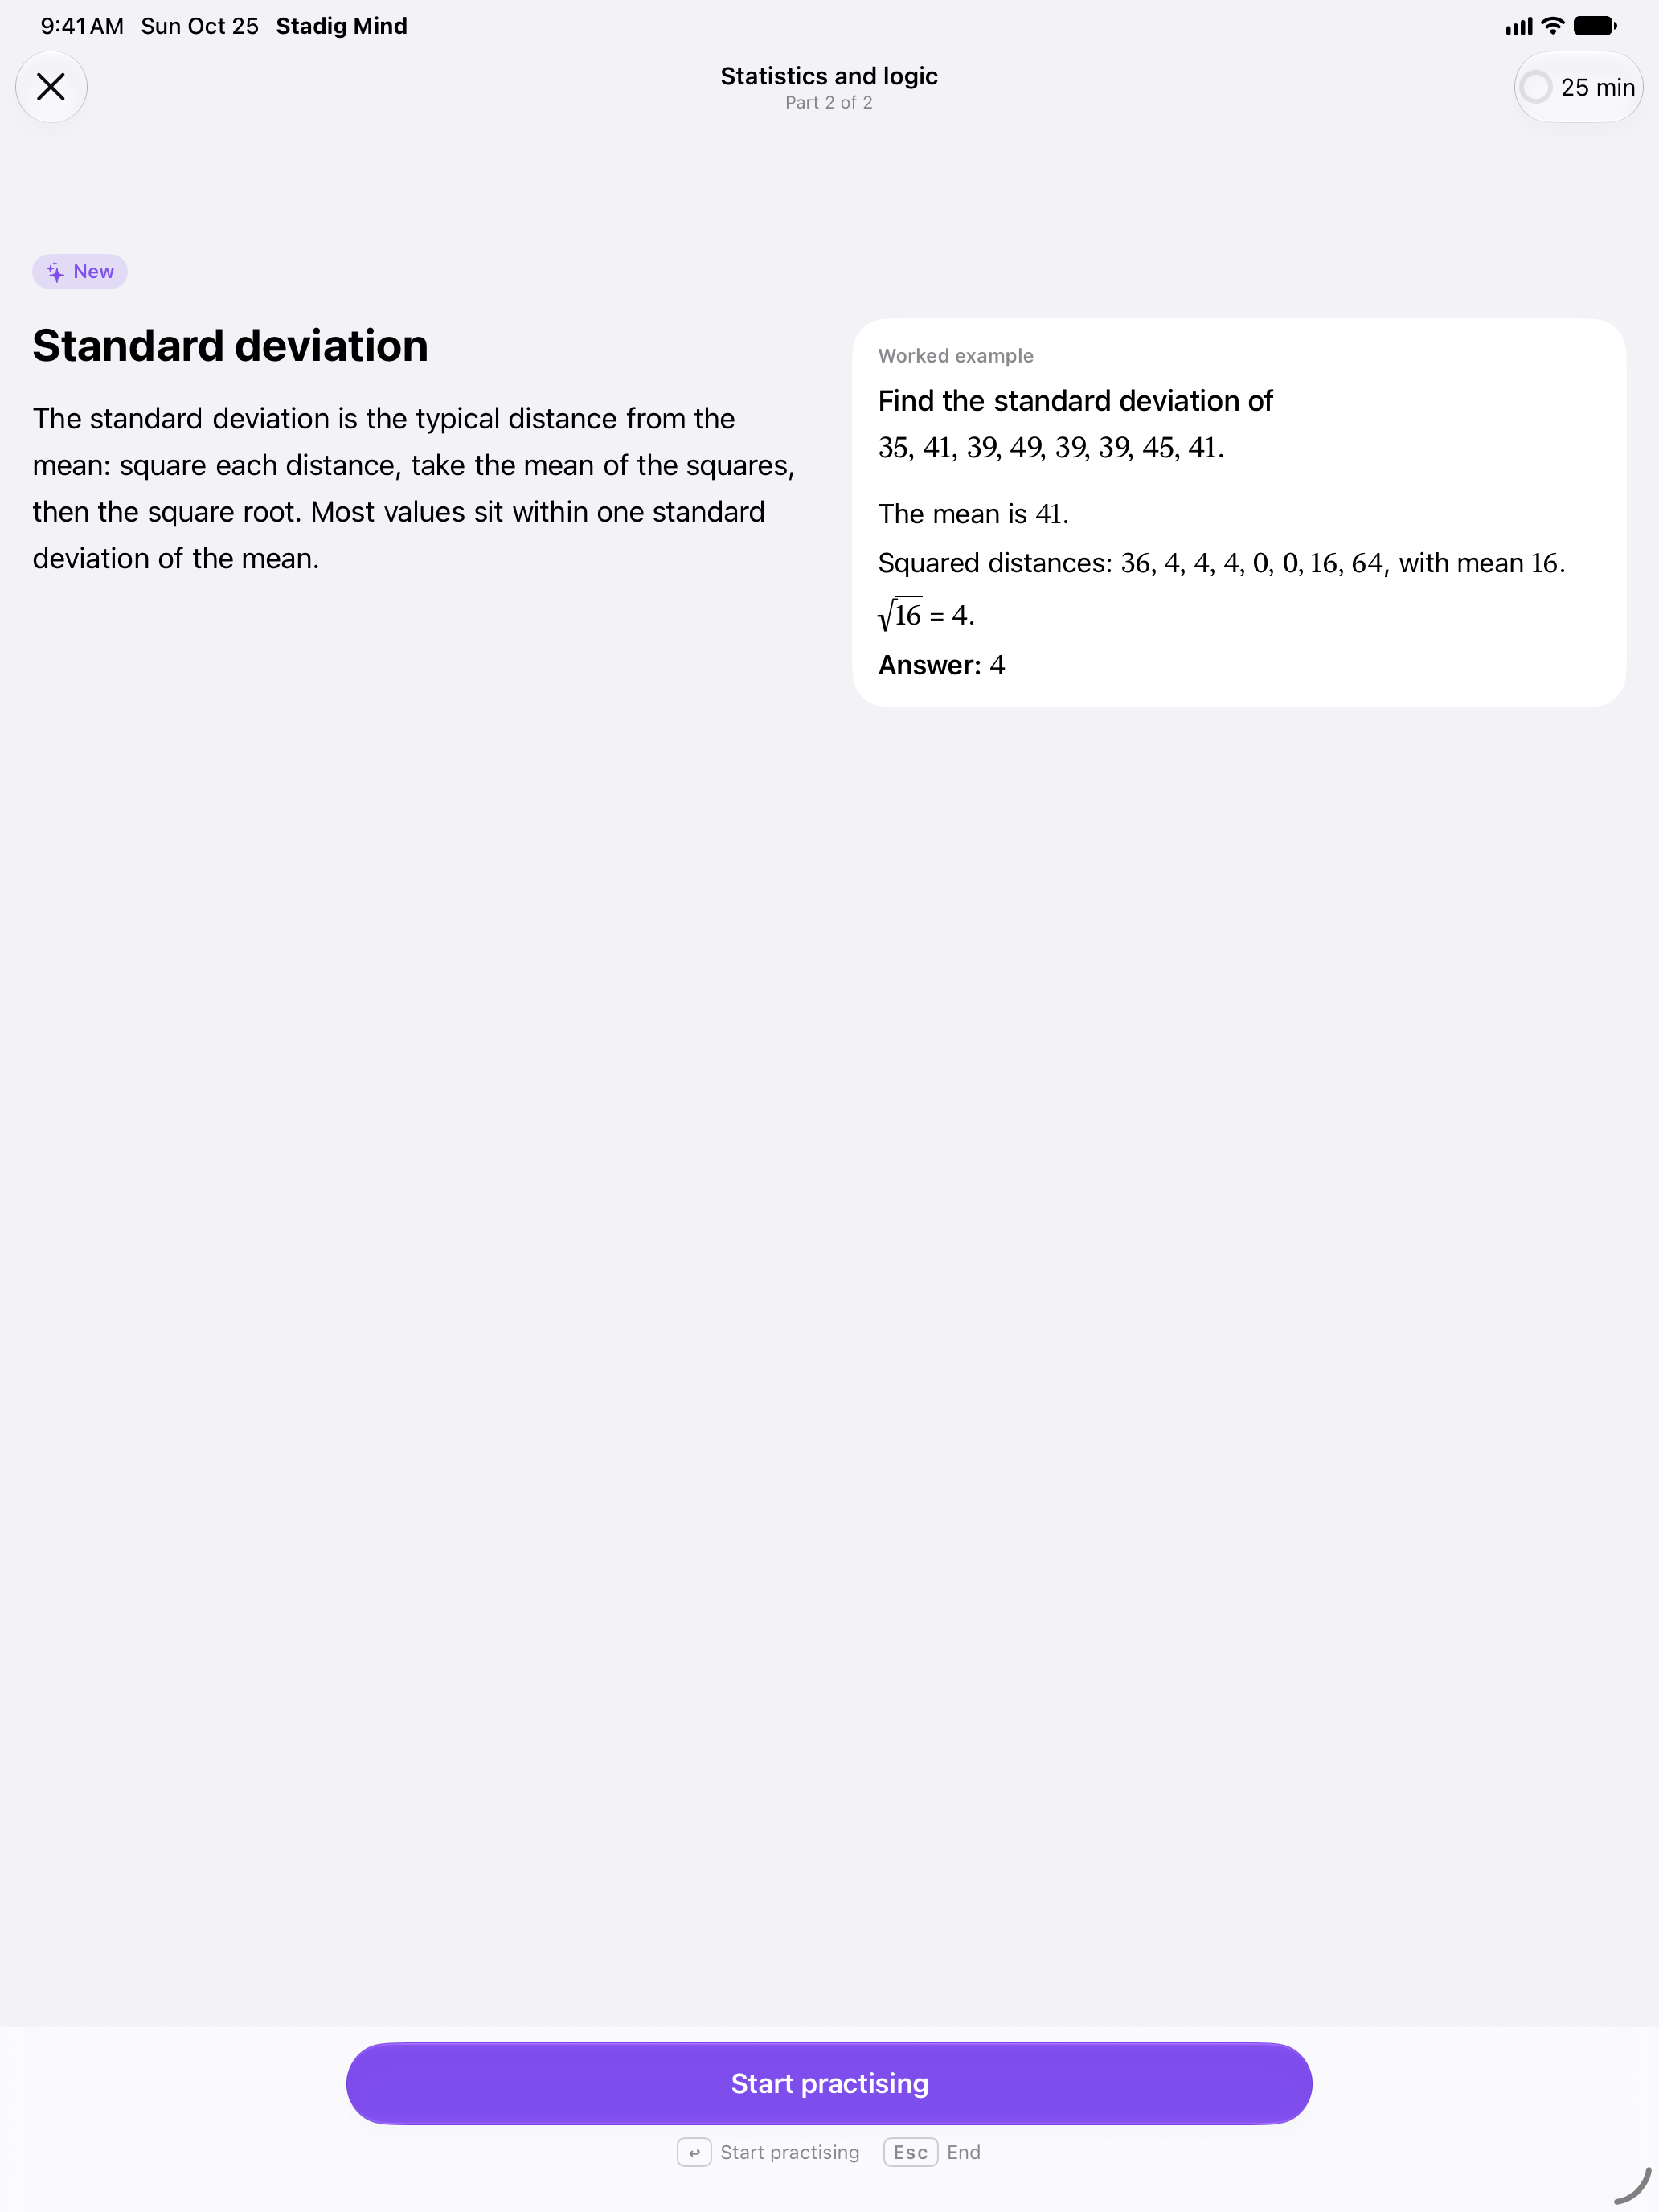 9:41 AM Sun Oct 25 Stadig Mind
Statistics and logic
Part 2 of 2
25 min
New
Standard deviation
The standard deviation is the typical distance from the
mean: square each distance, take the mean of the squares,
then the square root. Most values sit within one standard
deviation of the mean.
Worked example
Find the standard deviation of
35, 41, 39, 49, 39, 39, 45, 41.
The mean is 41.
Squared distances: 36, 4, 4, 4, 0, 0, 16, 64, with mean 16.
√16 = 4.
Answer: 4
Start practising
↩ Start practising Esc End